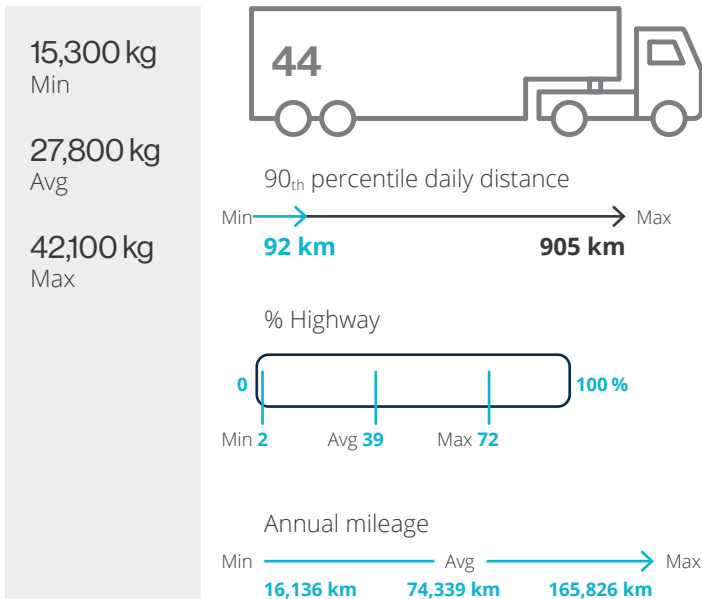 15,300 kg
Min
27,800 kg
Avg
42,100 kg
Max
44
90th percentile daily distance
Min Max
92 km 905 km
% Highway
0 100 %
Min 2 Avg 39 Max 72
Annual mileage
Min Avg Max
16,136 km 74,339 km 165,826 km